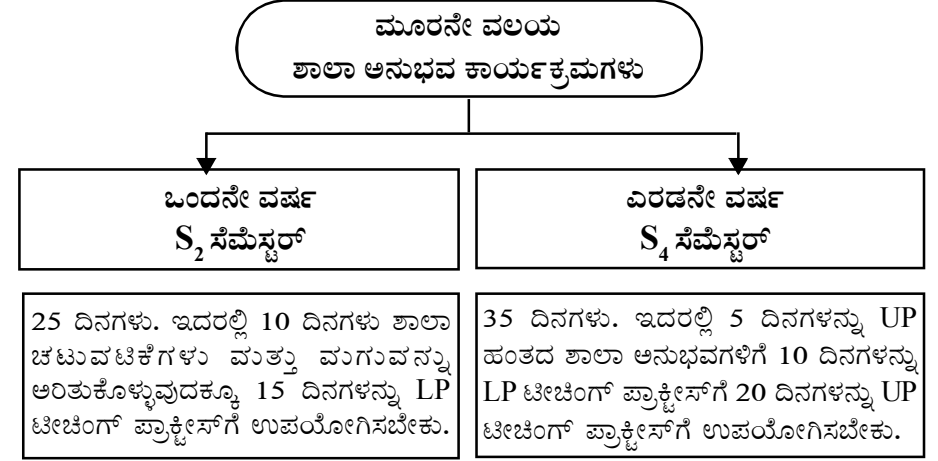 ಮೂರನೇ ವಲಯ
ಶಾಲಾ ಅನುಭವ ಕಾರ್ಯಕ್ರಮಗಳು
ಒಂದನೇ ವರ್ಷ
S₂ ಸೆಮೆಸ್ಟರ್
ಎರಡನೇ ವರ್ಷ
S₄ ಸೆಮೆಸ್ಟರ್
25 ದಿನಗಳು. ಇದರಲ್ಲಿ 10 ದಿನಗಳು ಶಾಲಾ
ಚಟುವಟಿಕೆಗಳು ಮತ್ತು ಮಗುವನ್ನು
ಅರಿತುಕೊಳ್ಳುವುದಕ್ಕೂ 15 ದಿನಗಳನ್ನು LP
ಟೀಚಿಂಗ್ ಪ್ರಾಕ್ಟೀಸ್‌ಗೆ ಉಪಯೋಗಿಸಬೇಕು.
35 ದಿನಗಳು. ಇದರಲ್ಲಿ 5 ದಿನಗಳನ್ನು UP
ಹಂತದ ಶಾಲಾ ಅನುಭವಗಳಿಗೆ 10 ದಿನಗಳನ್ನು
LP ಟೀಚಿಂಗ್ ಪ್ರಾಕ್ಟೀಸ್‌ಗೆ 20 ದಿನಗಳನ್ನು UP
ಟೀಚಿಂಗ್ ಪ್ರಾಕ್ಟೀಸ್‌ಗೆ ಉಪಯೋಗಿಸಬೇಕು.